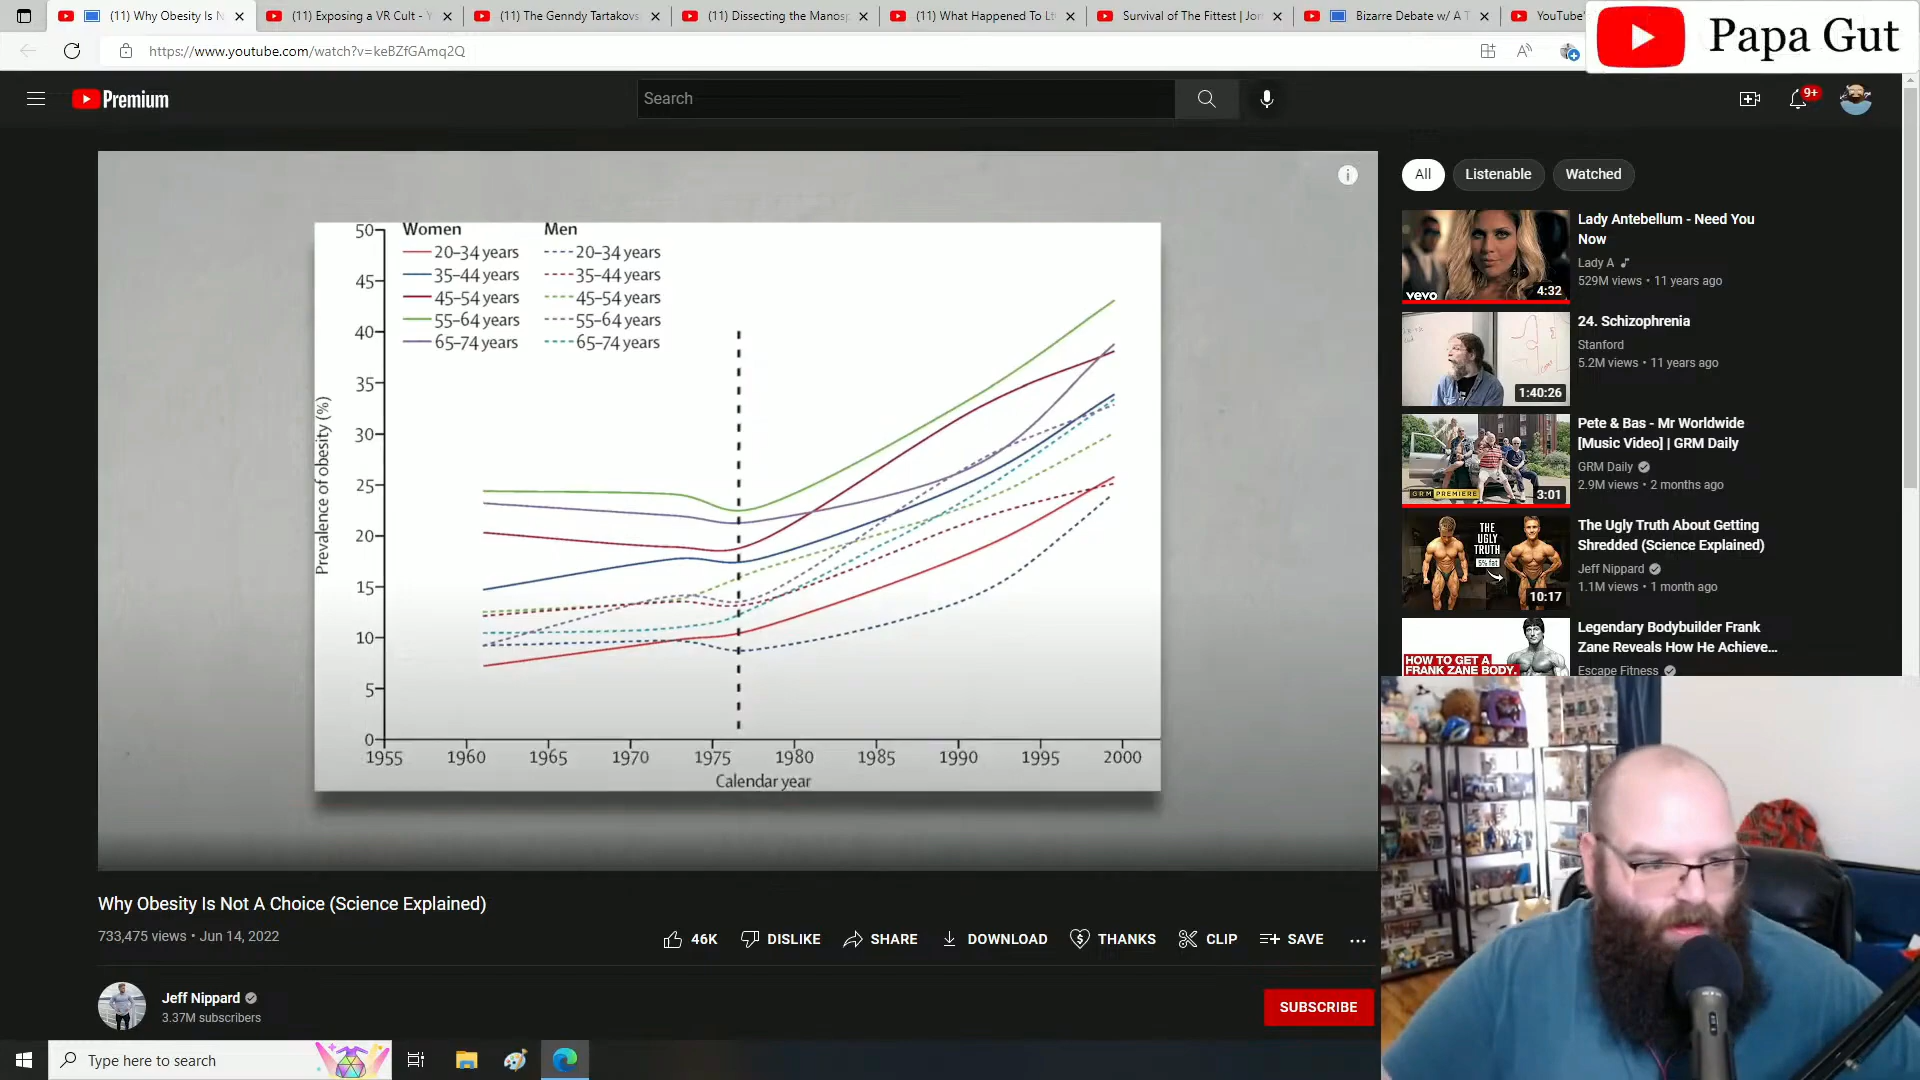 (11) Why Obesity Is N
(11) Exposing a VR Cult - Y
(11) The Genndy Tartakovs
(11) Dissecting the Manosp
(11) What Happened To Lt
Survival of The Fittest | Jon
Bizarre Debate w/ A T
YouTube'
Papa Gut
https://www.youtube.com/watch?v=keBZfGAmq2Q
Premium
Search
9+
All
Listenable
Watched
Women
Men
20–34 years
20–34 years
35–44 years
35–44 years
45–54 years
45–54 years
55–64 years
55–64 years
65–74 years
65–74 years
50
45
40
35
30
25
20
15
10
5
0
Prevalence of obesity (%)
1955 1960 1965 1970 1975 1980 1985 1990 1995 2000
Calendar year
vevo
4:32
Lady Antebellum - Need You
Now
Lady A
529M views • 11 years ago
1:40:26
24. Schizophrenia
Stanford
5.2M views • 11 years ago
GRM PREMIERE
3:01
Pete & Bas - Mr Worldwide
[Music Video] | GRM Daily
GRM Daily
2.9M views • 2 months ago
THE
UGLY
TRUTH
5% fat
10:17
The Ugly Truth About Getting
Shredded (Science Explained)
Jeff Nippard
1.1M views • 1 month ago
HOW TO GET A
FRANK ZANE BODY.
Legendary Bodybuilder Frank
Zane Reveals How He Achieve...
Escape Fitness
Why Obesity Is Not A Choice (Science Explained)
733,475 views • Jun 14, 2022
46K
DISLIKE
SHARE
DOWNLOAD
THANKS
CLIP
SAVE
Jeff Nippard
3.37M subscribers
SUBSCRIBE
Type here to search